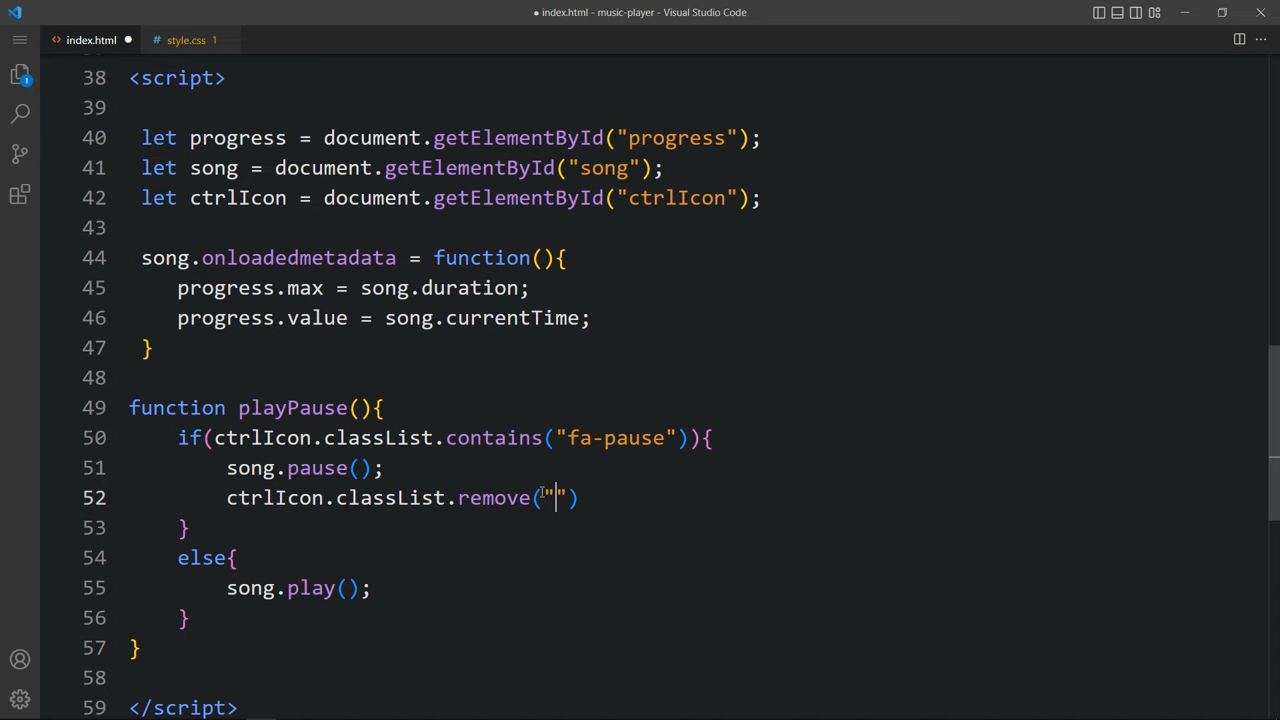 ● index.html - music-player - Visual Studio Code
<> index.html ●
# style.css 1
1
38 <script>
39
40 let progress = document.getElementById("progress");
41 let song = document.getElementById("song");
42 let ctrlIcon = document.getElementById("ctrlIcon");
43
44 song.onloadedmetadata = function(){
45 progress.max = song.duration;
46 progress.value = song.currentTime;
47 }
48
49 function playPause(){
50 if(ctrlIcon.classList.contains("fa-pause")){
51 song.pause();
52 ctrlIcon.classList.remove("")
53 }
54 else{
55 song.play();
56 }
57 }
58
59 </script>